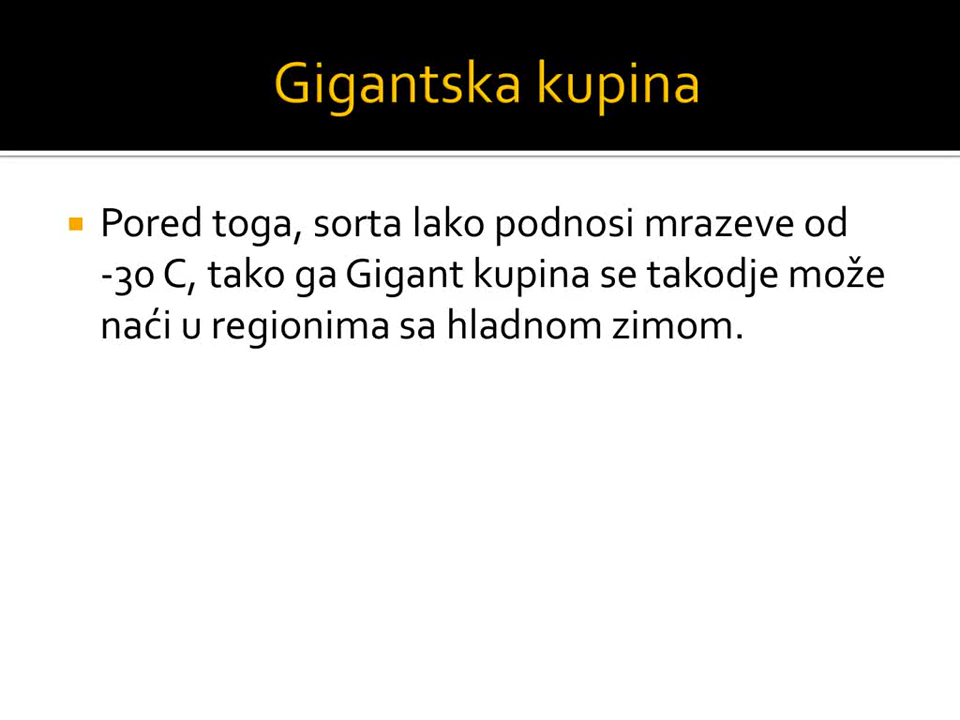 Gigantska kupina
Pored toga, sorta lako podnosi mrazeve od
-30 C, tako ga Gigant kupina se takodje može
naći u regionima sa hladnom zimom.